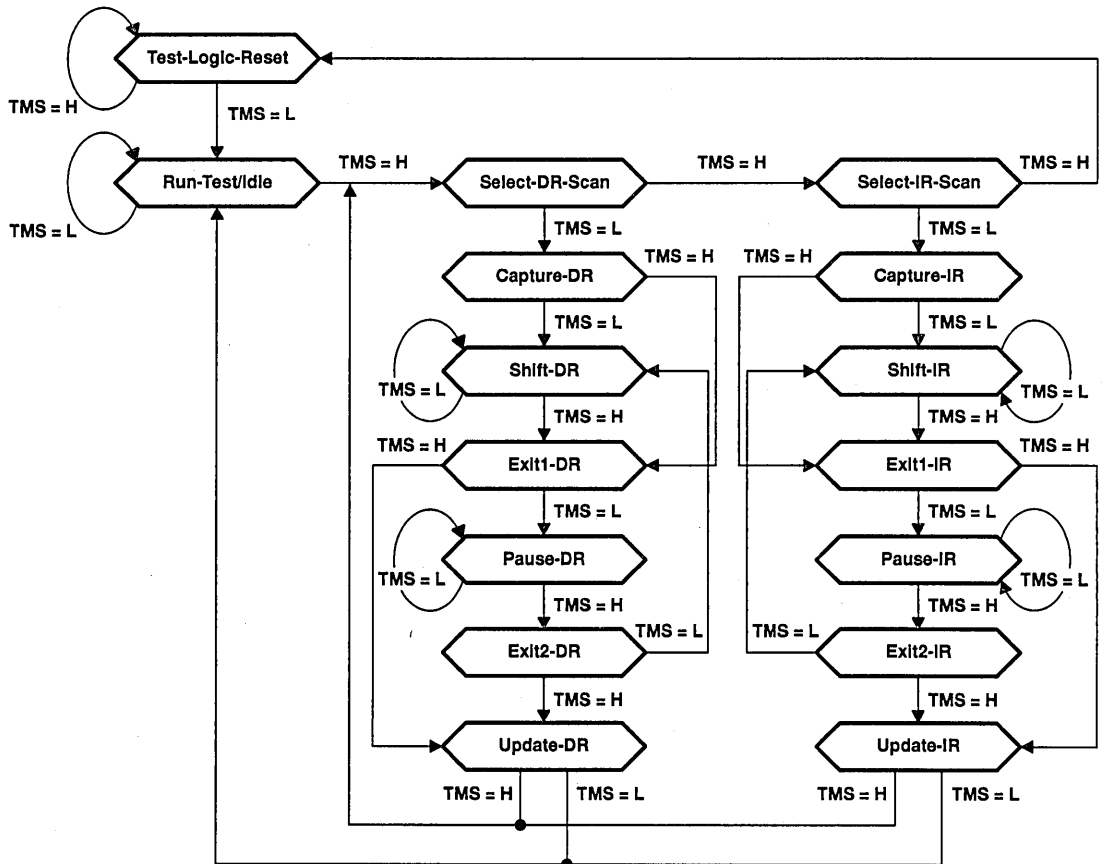 Test-Logic-Reset
TMS = H
TMS = L
TMS = H
TMS = H
TMS = H
Run-Test/Idle
Select-DR-Scan
Select-IR-Scan
TMS = L
TMS = L
TMS = L
TMS = H
TMS = H
Capture-DR
Capture-IR
TMS = L
TMS = L
Shift-DR
Shift-IR
TMS = L
TMS = L
TMS = H
TMS = H
TMS = H
TMS = H
Exit1-DR
Exit1-IR
TMS = L
TMS = L
Pause-DR
Pause-IR
TMS = L
TMS = L
TMS = H
TMS = H
TMS = L
TMS = L
Exit2-DR
Exit2-IR
TMS = H
TMS = H
Update-DR
Update-IR
TMS = H
TMS = L
TMS = H
TMS = L